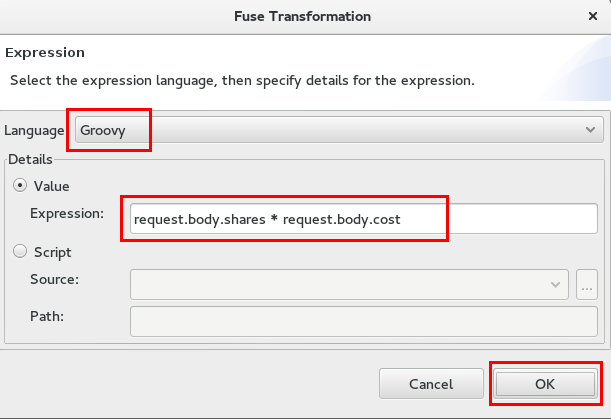 Fuse Transformation
Expression
Select the expression language, then specify details for the expression.
Language
Groovy
Details
Value
Expression:
request.body.shares * request.body.cost
Script
Source:
...
Path:
Cancel
OK